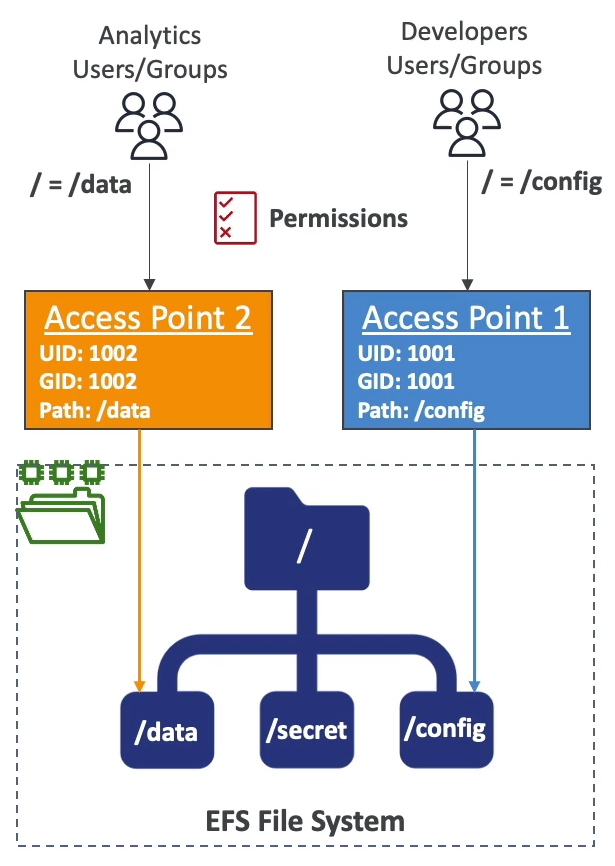 Analytics
Users/Groups
Developers
Users/Groups
/ = /data
/ = /config
Permissions
Access Point 2
UID: 1002
GID: 1002
Path: /data
Access Point 1
UID: 1001
GID: 1001
Path: /config
/
/data
/secret
/config
EFS File System